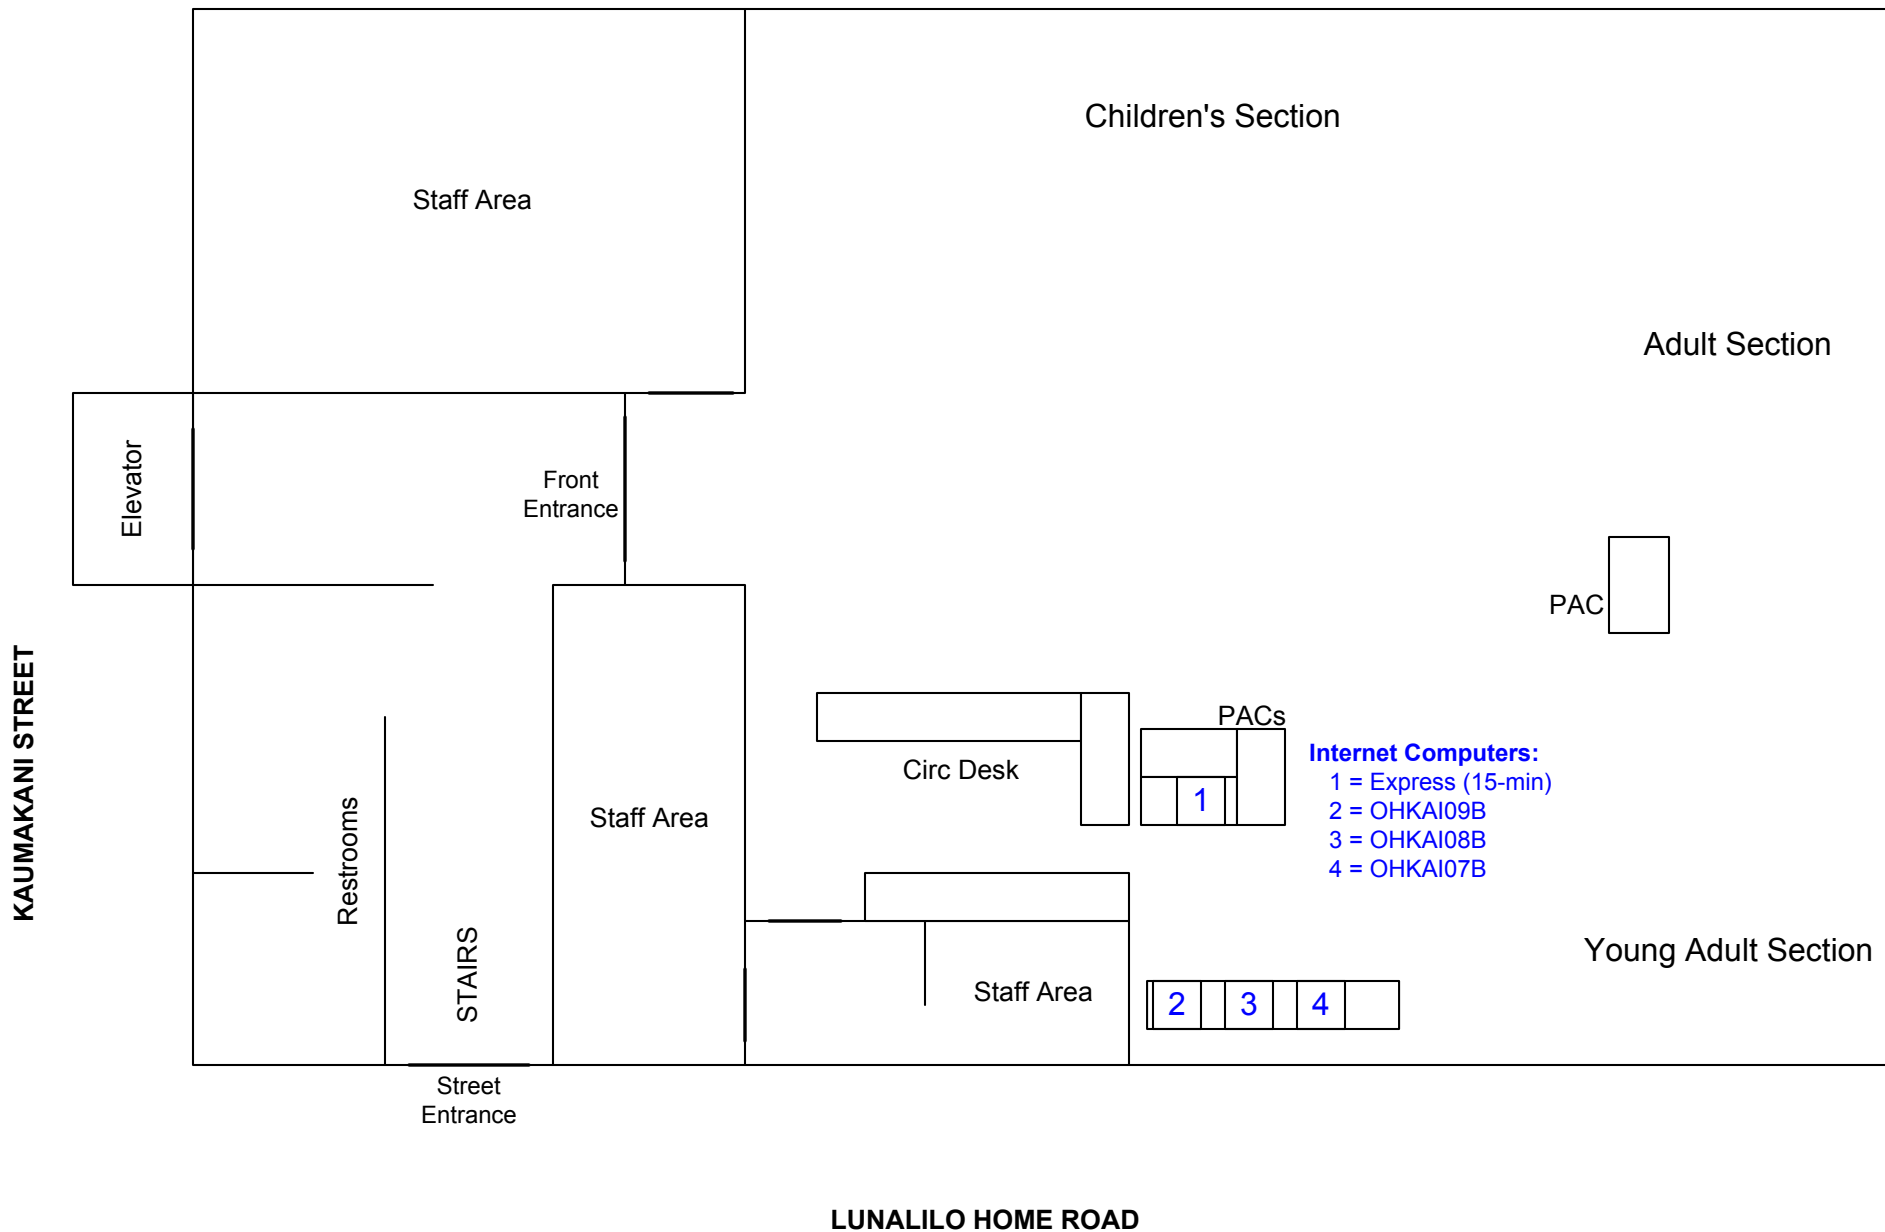 Children's Section
Staff Area
Adult Section
Elevator
Front
Entrance
PAC
KAUMAKANI STREET
PACs
Internet Computers:
1 = Express (15-min)
2 = OHKAI09B
3 = OHKAI08B
4 = OHKAI07B
Circ Desk
1
Staff Area
Restrooms
STAIRS
Young Adult Section
Staff Area
2 3 4
Street
Entrance
LUNALILO HOME ROAD